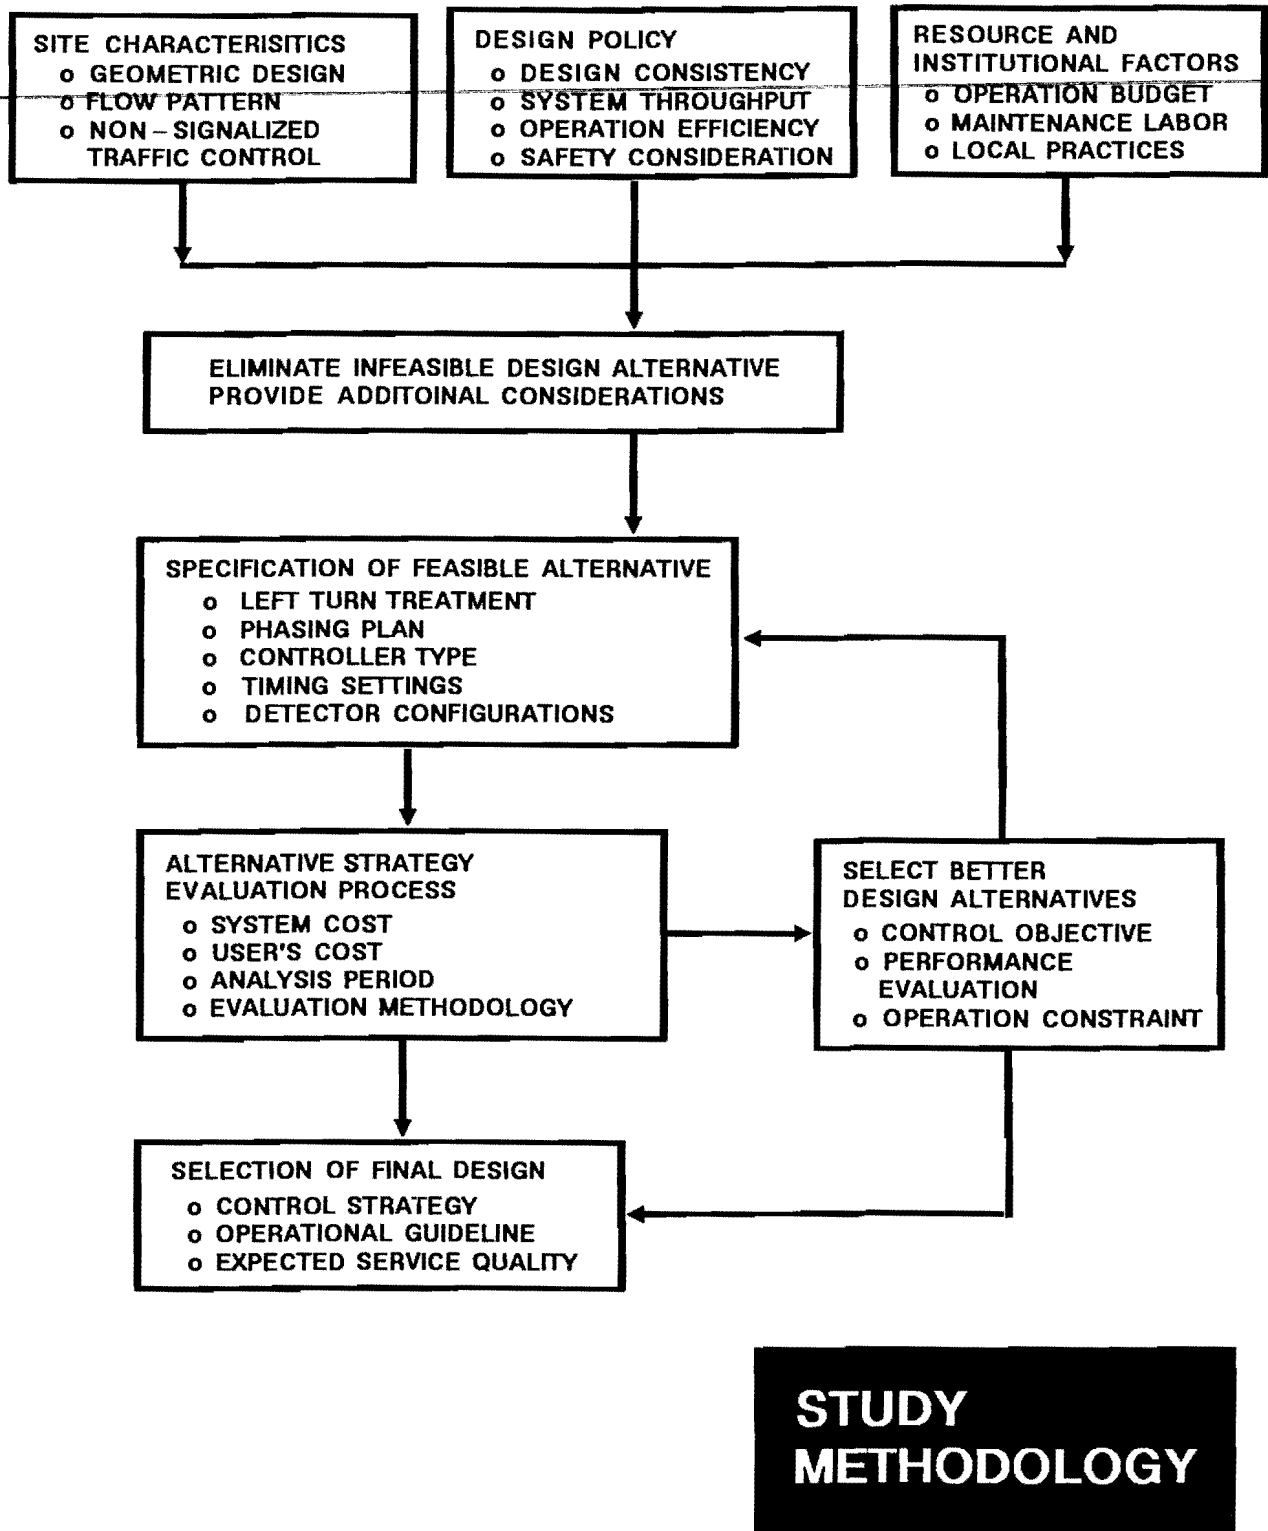 SITE CHARACTERISITICS
o GEOMETRIC DESIGN
o FLOW PATTERN
o NON-SIGNALIZED
TRAFFIC CONTROL
DESIGN POLICY
o DESIGN CONSISTENCY
o SYSTEM THROUGHPUT
o OPERATION EFFICIENCY
o SAFETY CONSIDERATION
RESOURCE AND
INSTITUTIONAL FACTORS
o OPERATION BUDGET
o MAINTENANCE LABOR
o LOCAL PRACTICES
ELIMINATE INFEASIBLE DESIGN ALTERNATIVE
PROVIDE ADDITOINAL CONSIDERATIONS
SPECIFICATION OF FEASIBLE ALTERNATIVE
o LEFT TURN TREATMENT
o PHASING PLAN
o CONTROLLER TYPE
o TIMING SETTINGS
o DETECTOR CONFIGURATIONS
ALTERNATIVE STRATEGY
EVALUATION PROCESS
o SYSTEM COST
o USER'S COST
o ANALYSIS PERIOD
o EVALUATION METHODOLOGY
SELECT BETTER
DESIGN ALTERNATIVES
o CONTROL OBJECTIVE
o PERFORMANCE
EVALUATION
o OPERATION CONSTRAINT
SELECTION OF FINAL DESIGN
o CONTROL STRATEGY
o OPERATIONAL GUIDELINE
o EXPECTED SERVICE QUALITY
STUDY
METHODOLOGY